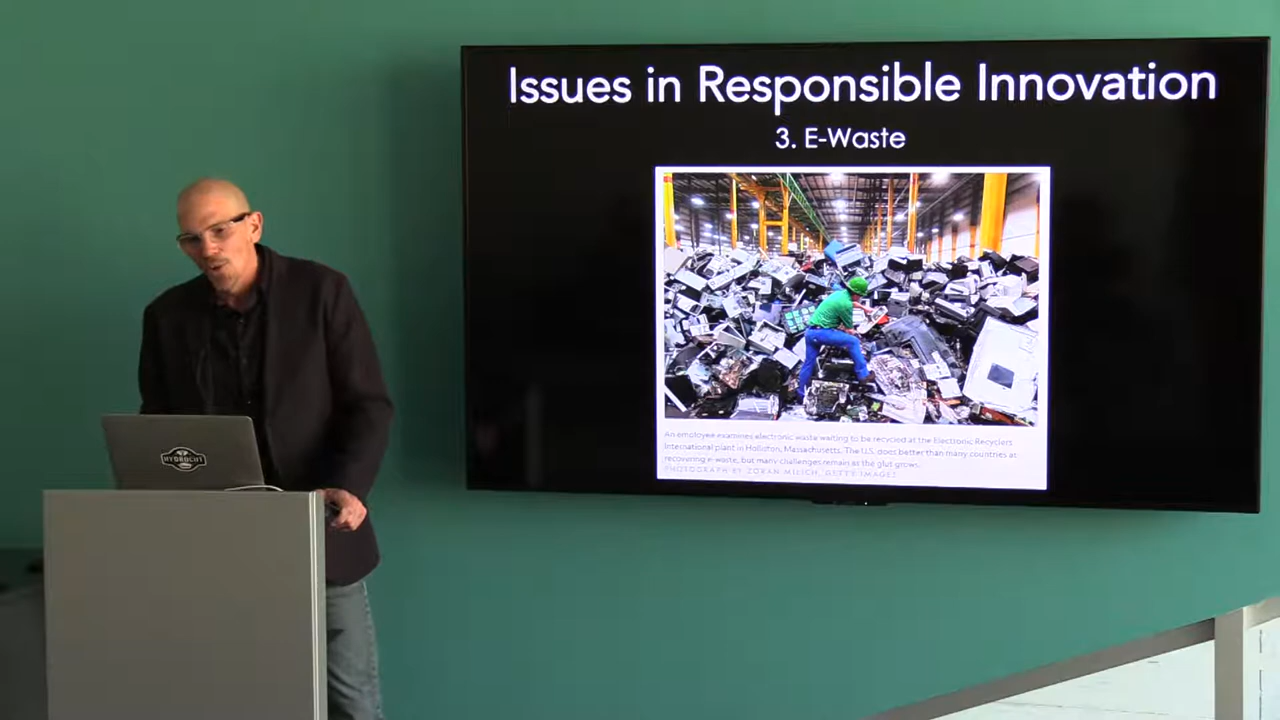 Issues in Responsible Innovation
3. E-Waste
An employee examines electronic waste waiting to be recycled at the Electronic Recyclers
International plant in Holliston, Massachusetts. The U.S. does better than many countries at
recovering e-waste, but many challenges remain as the glut grows.
PHOTOGRAPH BY ZORAN MILICH, GETTY IMAGES
HYDROCUT